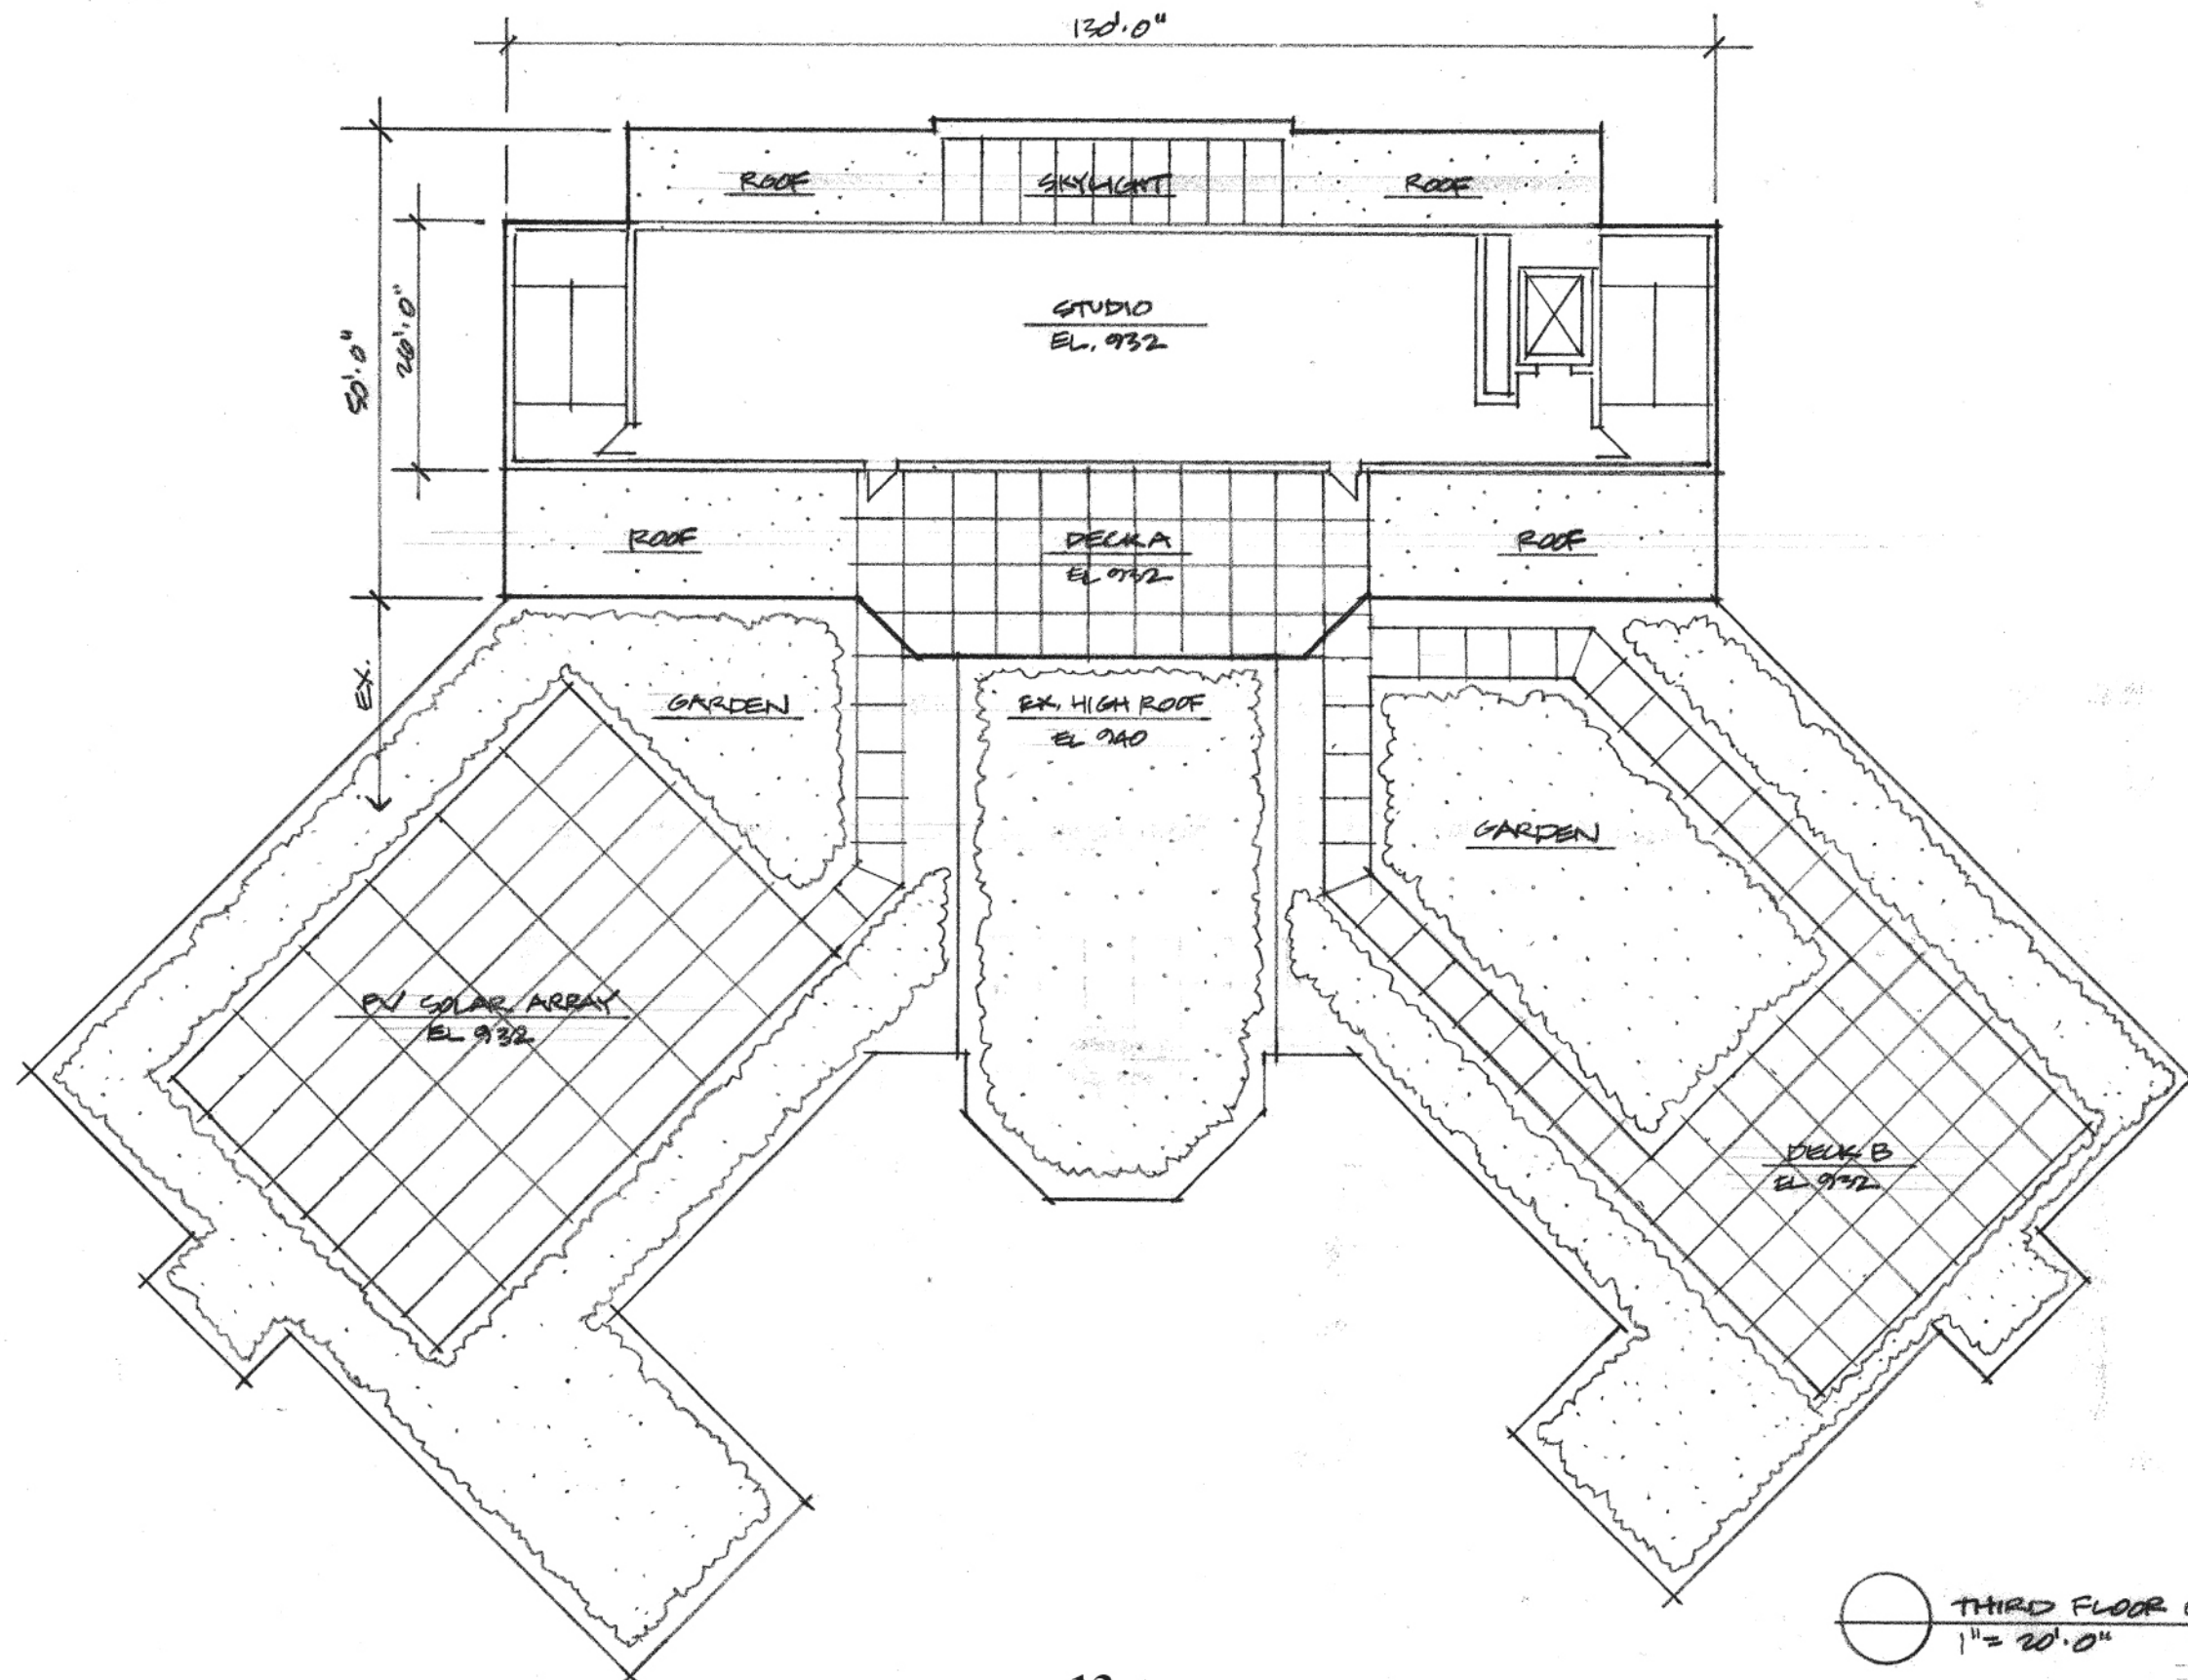 130'.0"
ROOF
SKYLIGHT
ROOF
50'.0"
26'.0"
STUDIO
EL. 932
ROOF
DECK A
EL 932
ROOF
EX.
GARDEN
EX. HIGH ROOF
EL 940
GARDEN
PV SOLAR ARRAY
EL 932
DECK B
EL 932
THIRD FLOOR
1" = 20'.0"